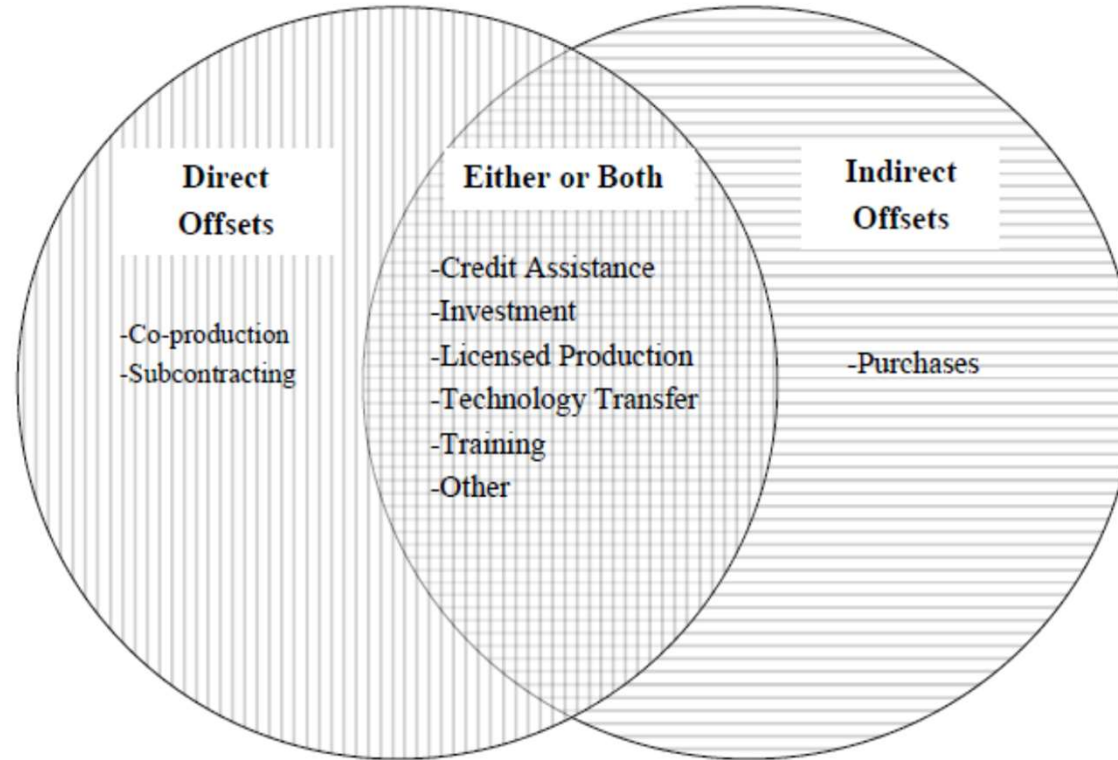 Direct
Offsets
-Co-production
-Subcontracting
Either or Both
-Credit Assistance
-Investment
-Licensed Production
-Technology Transfer
-Training
-Other
Indirect
Offsets
-Purchases